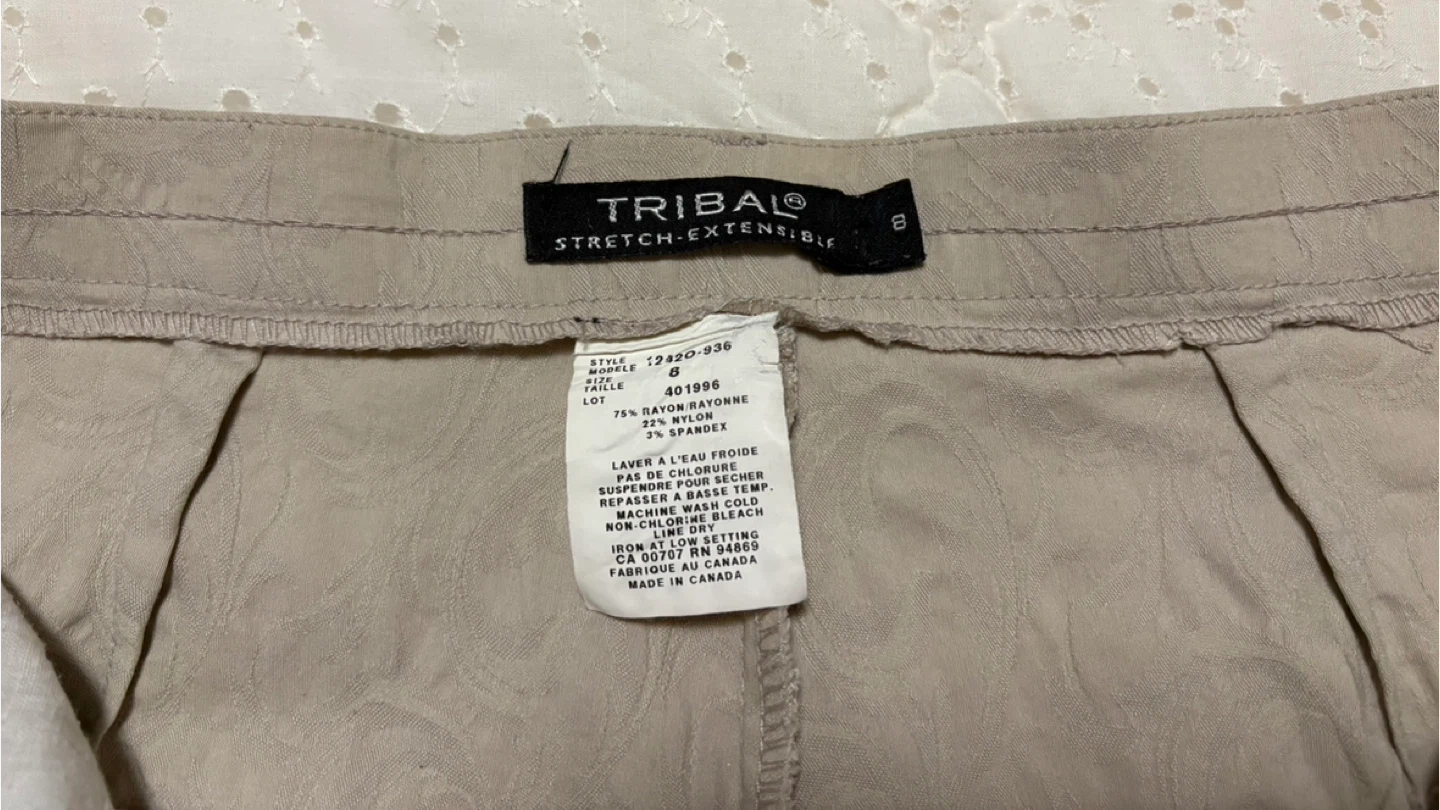 TRIBAL®
STRETCH-EXTENSIBLE
8
STYLE
MODELE 12420-936
SIZE
TAILLE 8
LOT 401996
75% RAYON/RAYONNE
22% NYLON
3% SPANDEX
LAVER A L'EAU FROIDE
PAS DE CHLORURE
SUSPENDRE POUR SECHER
REPASSER A BASSE TEMP.
MACHINE WASH COLD
NON-CHLORINE BLEACH
LINE DRY
IRON AT LOW SETTING
CA 00707 RN 94869
FABRIQUE AU CANADA
MADE IN CANADA